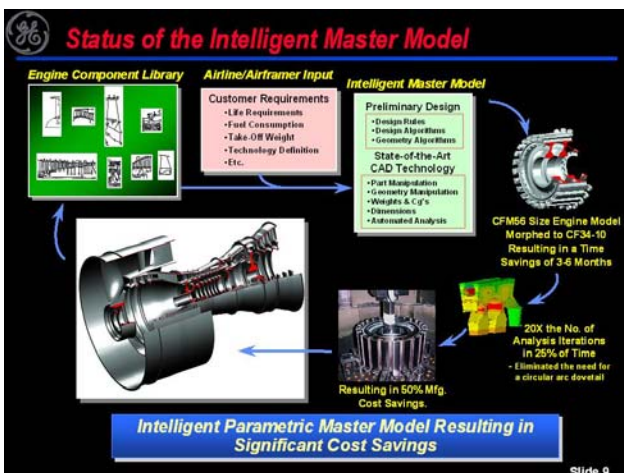 Status of the Intelligent Master Model
Engine Component Library
Airline/Airframer Input
Customer Requirements
•Life Requirements
•Fuel Consumption
•Take-Off Weight
•Technology Definition
•Etc.
Intelligent Master Model
Preliminary Design
•Design Rules
•Design Algorithms
•Geometry Algorithms
State-of-the-Art
CAD Technology
•Part Manipulation
•Geometry Manipulation
•Weights & Cg's
•Dimensions
•Automated Analysis
CFM56 Size Engine Model
Morphed to CF34-10
Resulting in a Time
Savings of 3-6 Months
20X the No. of
Analysis Iterations
in 25% of Time
- Eliminated the need for
a circular arc dovetail
Resulting in 50% Mfg.
Cost Savings.
Intelligent Parametric Master Model Resulting in
Significant Cost Savings
Slide 9